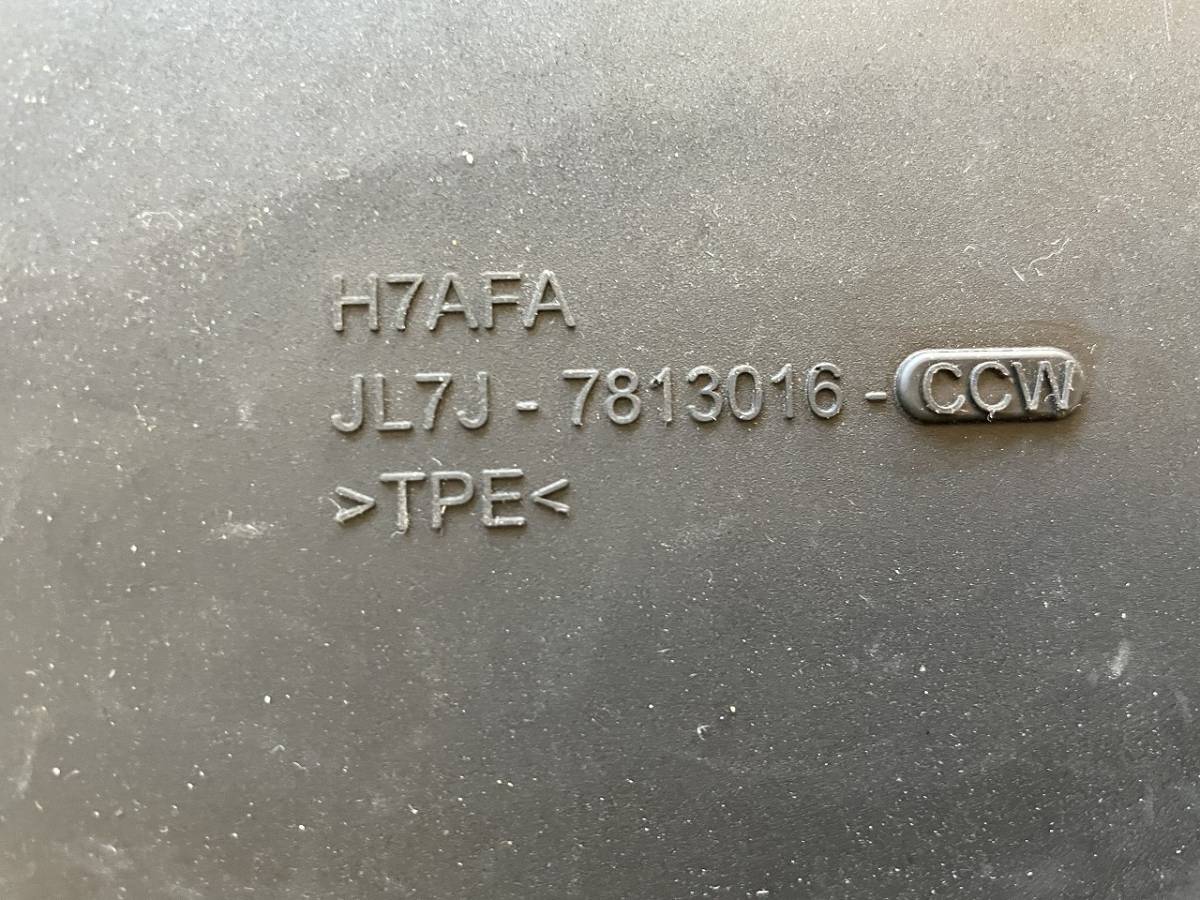 H7AFA
JL7J - 7813016 - CCW
>TPE<